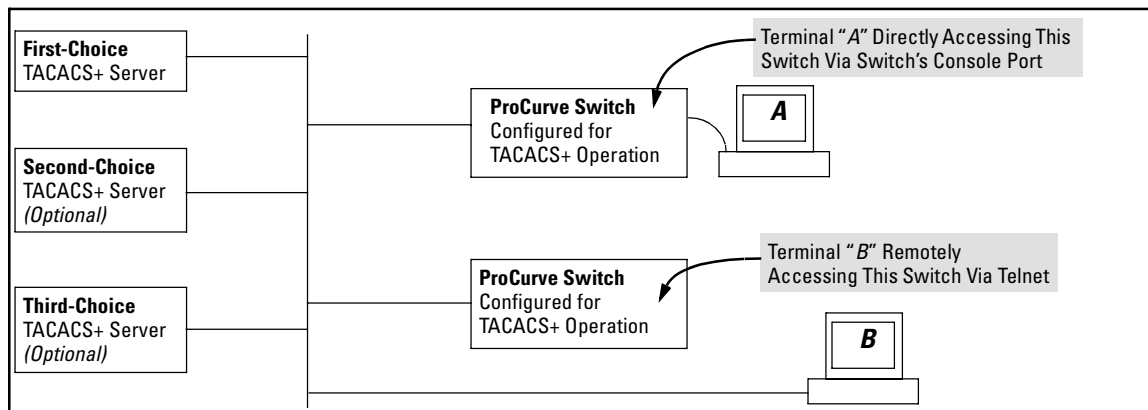 First-Choice
TACACS+ Server
Second-Choice
TACACS+ Server
(Optional)
Third-Choice
TACACS+ Server
(Optional)
ProCurve Switch
Configured for
TACACS+ Operation
Terminal “A” Directly Accessing This
Switch Via Switch’s Console Port
A
ProCurve Switch
Configured for
TACACS+ Operation
Terminal “B” Remotely
Accessing This Switch Via Telnet
B